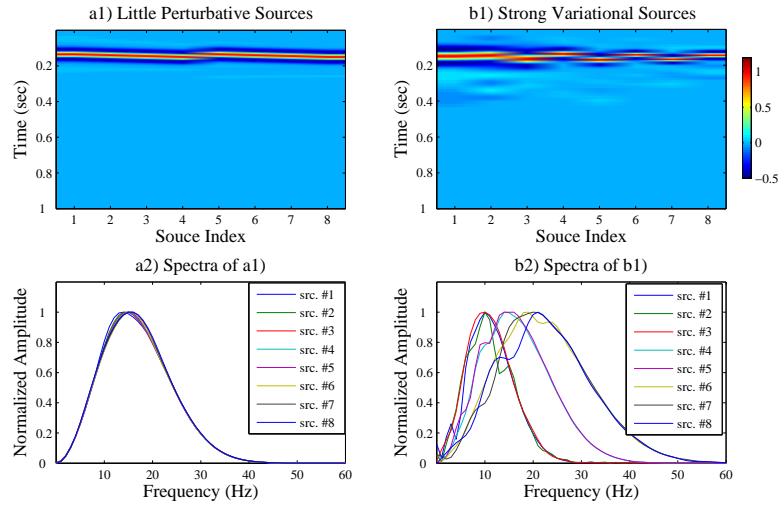 a1) Little Perturbative Sources
0.2
0.4
0.6
0.8
1
Time (sec)
1 2 3 4 5 6 7 8
Souce Index
b1) Strong Variational Sources
0.2
0.4
0.6
0.8
1
Time (sec)
1 2 3 4 5 6 7 8
Souce Index
1
0
−0.5
a2) Spectra of a1)
1
0.8
0.6
0.4
0.2
0
Normalized Amplitude
10 20 30 40 50 60
Frequency (Hz)
src. #1
src. #2
src. #3
src. #4
src. #5
src. #6
src. #7
src. #8
b2) Spectra of b1)
1
0.8
0.6
0.4
0.2
0
Normalized Amplitude
10 20 30 40 50 60
Frequency (Hz)
src. #1
src. #2
src. #3
src. #4
src. #5
src. #6
src. #7
src. #8